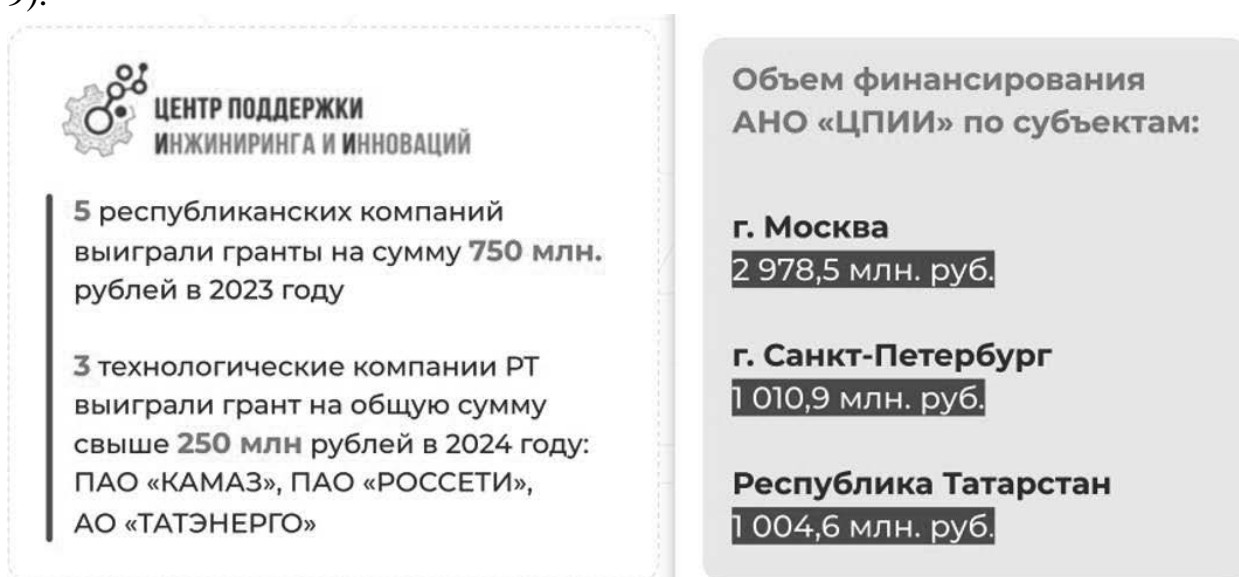 9).
ЦЕНТР ПОДДЕРЖКИ
ИНЖИНИРИНГА И ИННОВАЦИЙ
5 республиканских компаний
выиграли гранты на сумму 750 млн.
рублей в 2023 году
3 технологические компании РТ
выиграли грант на общую сумму
свыше 250 млн рублей в 2024 году:
ПАО «КАМАЗ», ПАО «РОССЕТИ»,
АО «ТАТЭНЕРГО»
Объем финансирования
АНО «ЦПИИ» по субъектам:
г. Москва
2 978,5 млн. руб.
г. Санкт-Петербург
1 010,9 млн. руб.
Республика Татарстан
1 004,6 млн. руб.